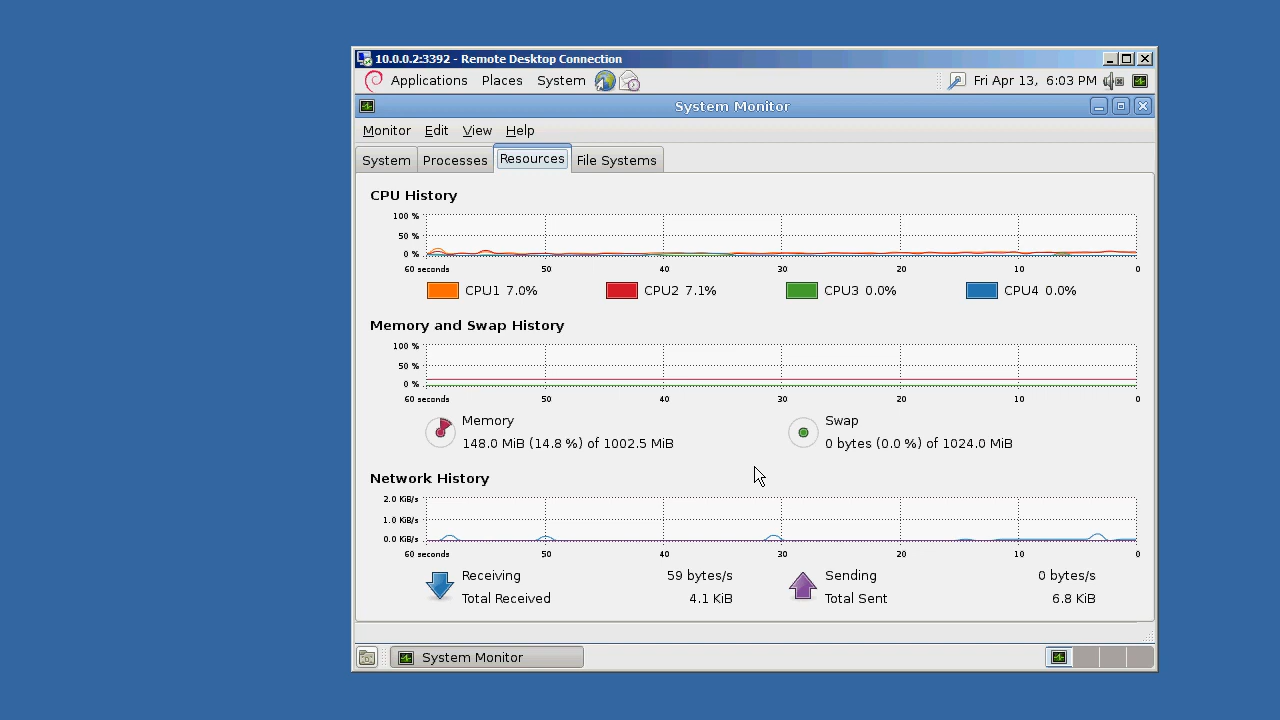 10.0.0.2:3392 - Remote Desktop Connection
Applications Places System Fri Apr 13, 6:03 PM
System Monitor
Monitor Edit View Help
System Processes Resources File Systems
CPU History
100 %
50 %
0 %
60 seconds 50 40 30 20 10 0
CPU1 7.0% CPU2 7.1% CPU3 0.0% CPU4 0.0%
Memory and Swap History
100 %
50 %
0 %
60 seconds 50 40 30 20 10 0
Memory Swap
148.0 MiB (14.8 %) of 1002.5 MiB 0 bytes (0.0 %) of 1024.0 MiB
Network History
2.0 KiB/s
1.0 KiB/s
0.0 KiB/s
60 seconds 50 40 30 20 10 0
Receiving 59 bytes/s Sending 0 bytes/s
Total Received 4.1 KiB Total Sent 6.8 KiB
System Monitor